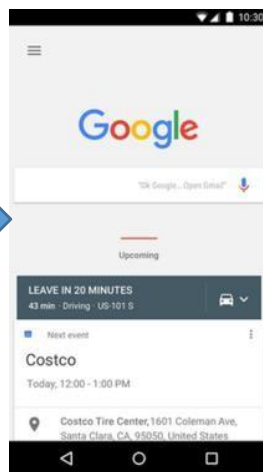 10:30
Google
"Ok Google... Open Gmail"
Upcoming
LEAVE IN 20 MINUTES
43 min · Driving · US-101 S
Next event
Costco
Today, 12:00 - 1:00 PM
Costco Tire Center, 1601 Coleman Ave,
Santa Clara, CA, 95050, United States